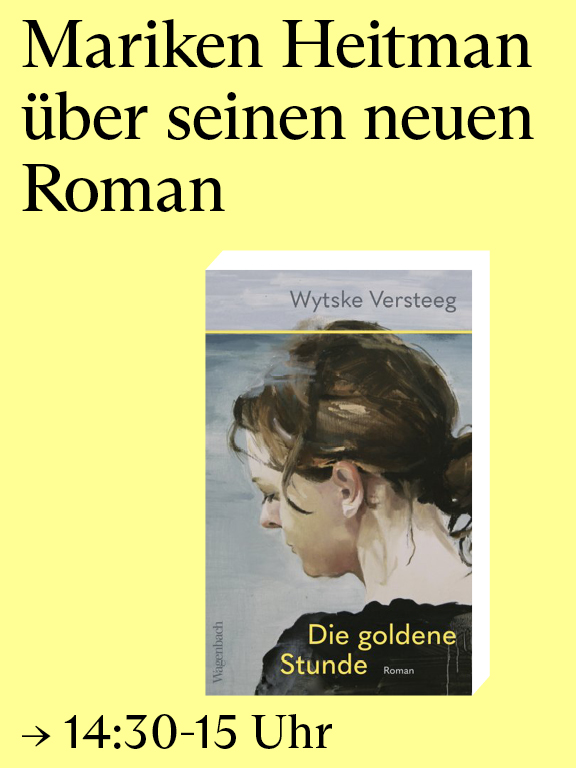 Mariken Heitman
über seinen neuen
Roman
Wytske Versteeg
Die goldene
Stunde Roman
Wagenbach
→ 14:30-15 Uhr